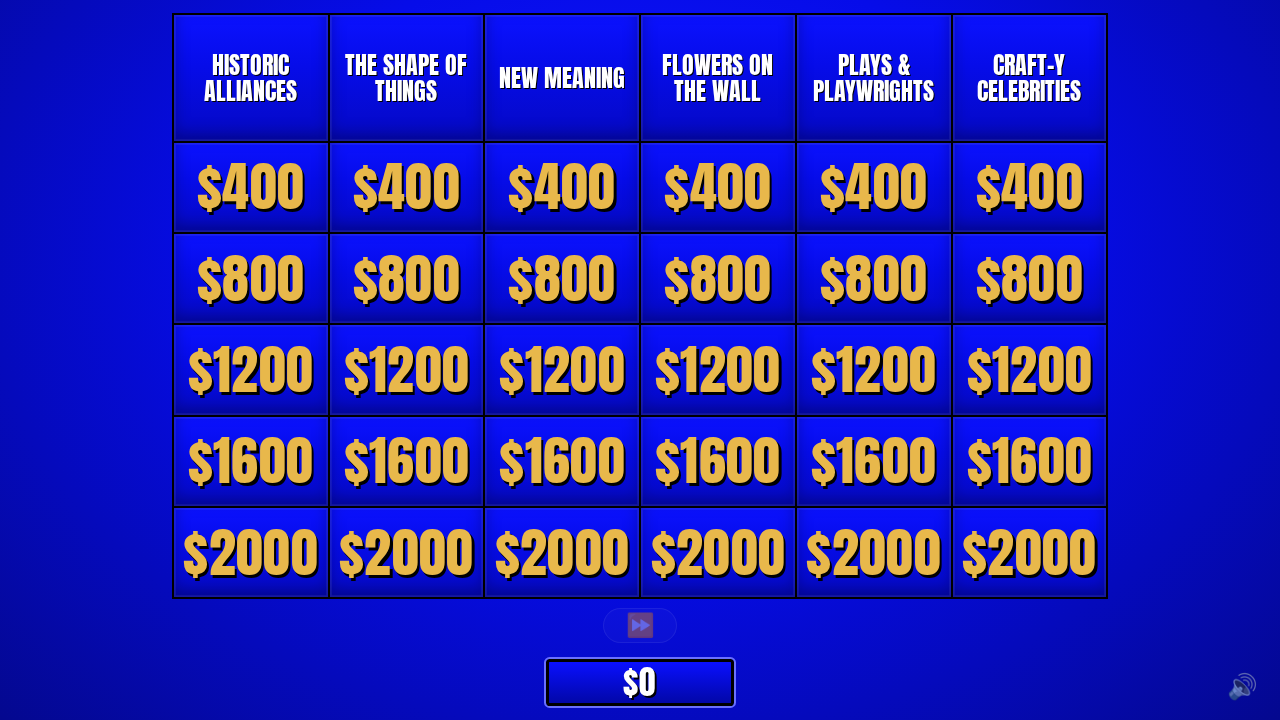 HISTORIC
ALLIANCES
THE SHAPE OF
THINGS
NEW MEANING
FLOWERS ON
THE WALL
PLAYS &
PLAYWRIGHTS
CRAFT-Y
CELEBRITIES
$400 $400 $400 $400 $400 $400
$800 $800 $800 $800 $800 $800
$1200 $1200 $1200 $1200 $1200 $1200
$1600 $1600 $1600 $1600 $1600 $1600
$2000 $2000 $2000 $2000 $2000 $2000
$0